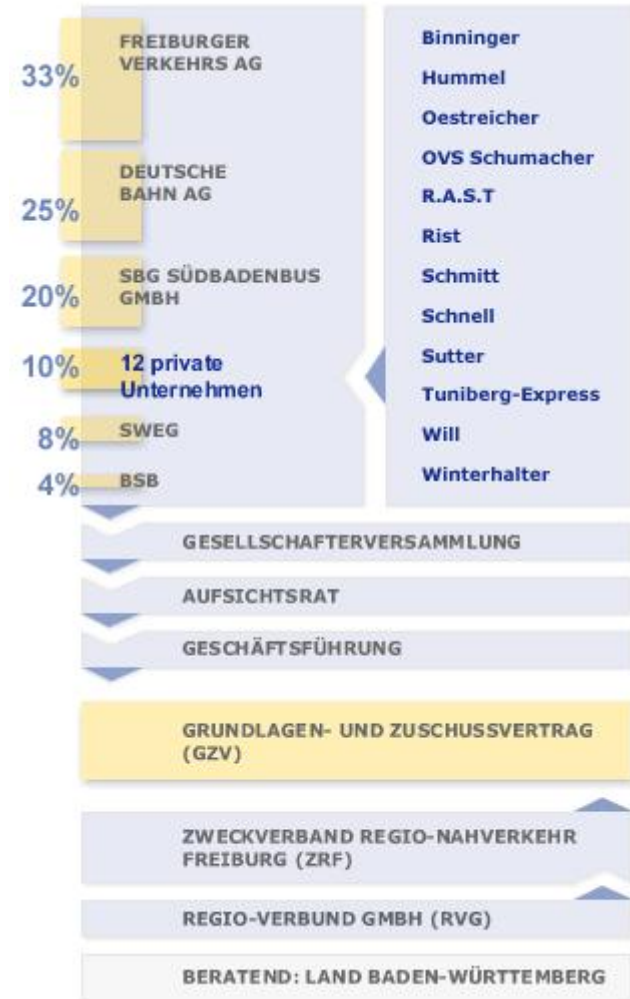 33%
FREIBURGER
VERKEHRS AG
25%
DEUTSCHE
BAHN AG
20%
SBG SÜDBADENBUS
GMBH
10%
12 private
Unternehmen
8%
SWEG
4%
BSB
Binninger
Hummel
Oestreicher
OVS Schumacher
R.A.S.T
Rist
Schmitt
Schnell
Sutter
Tuniberg-Express
Will
Winterhalter
GESELLSCHAFTERVERSAMMLUNG
AUFSICHTSRAT
GESCHÄFTSFÜHRUNG
GRUNDLAGEN- UND ZUSCHUSSVERTRAG
(GZV)
ZWECKVERBAND REGIO-NAHVERKEHR
FREIBURG (ZRF)
REGIO-VERBUND GMBH (RVG)
BERATEND: LAND BADEN-WÜRTTEMBERG